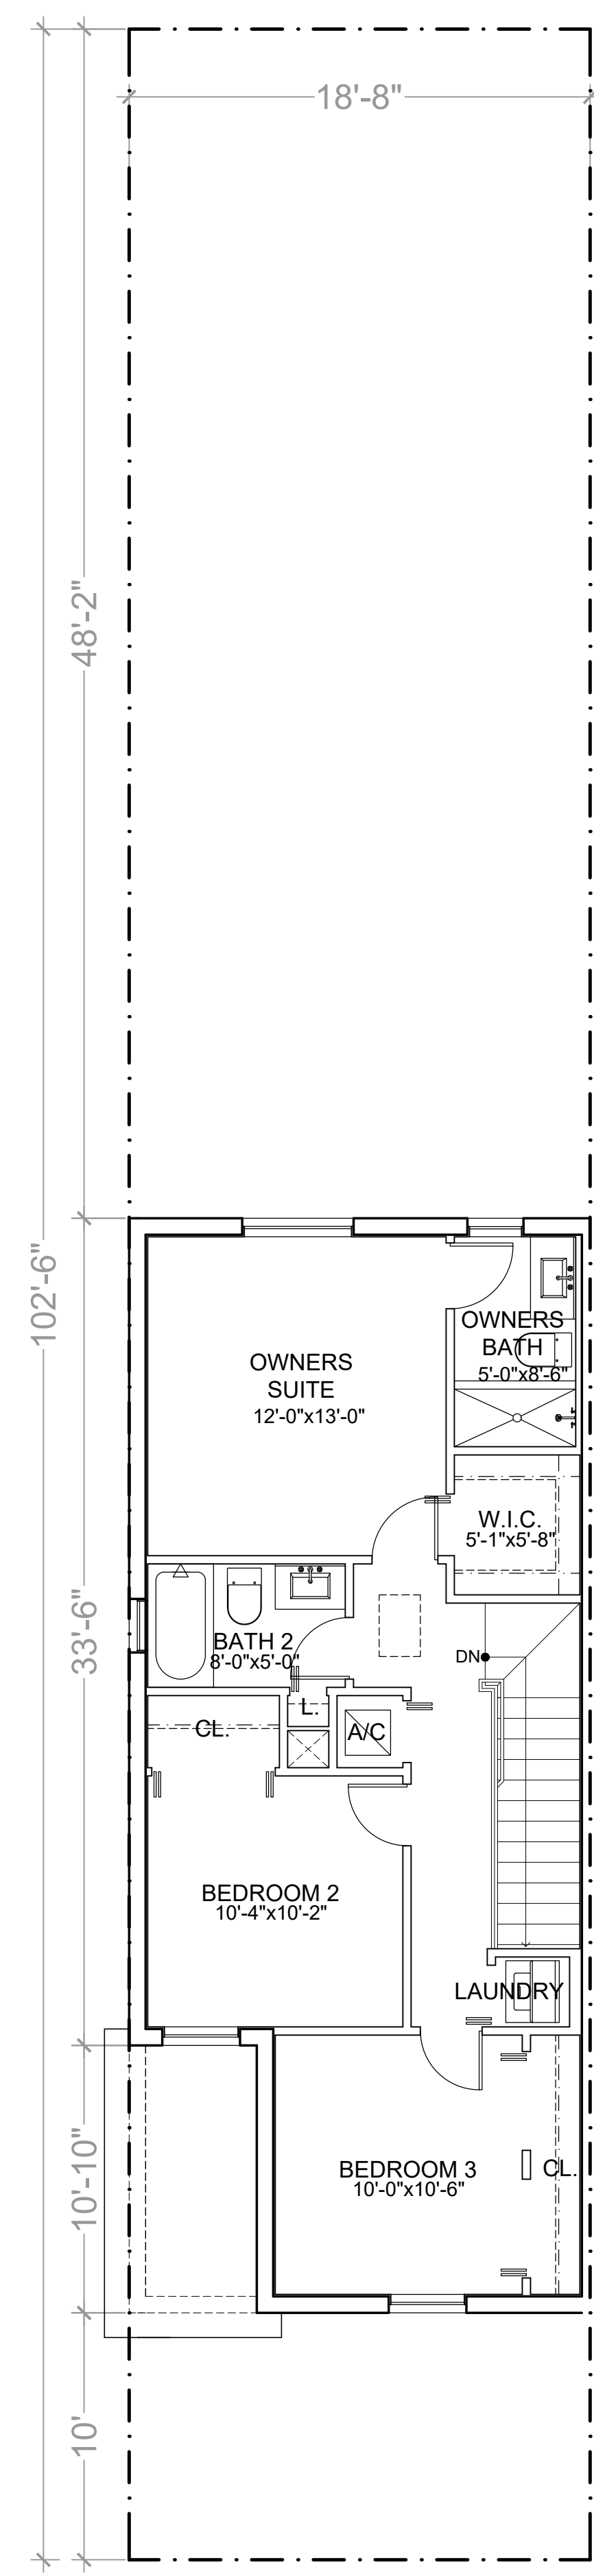 18'-8"
48'-2"
102'-6"
OWNERS
BATH
5'-0"x8'-6"
OWNERS
SUITE
12'-0"x13'-0"
W.I.C.
5'-1"x5'-8"
33'-6"
BATH 2
8'-0"x5'-0"
DN
L.
CL.
A/C
BEDROOM 2
10'-4"x10'-2"
LAUNDRY
10'-10"
BEDROOM 3
10'-0"x10'-6"
CL.
10'